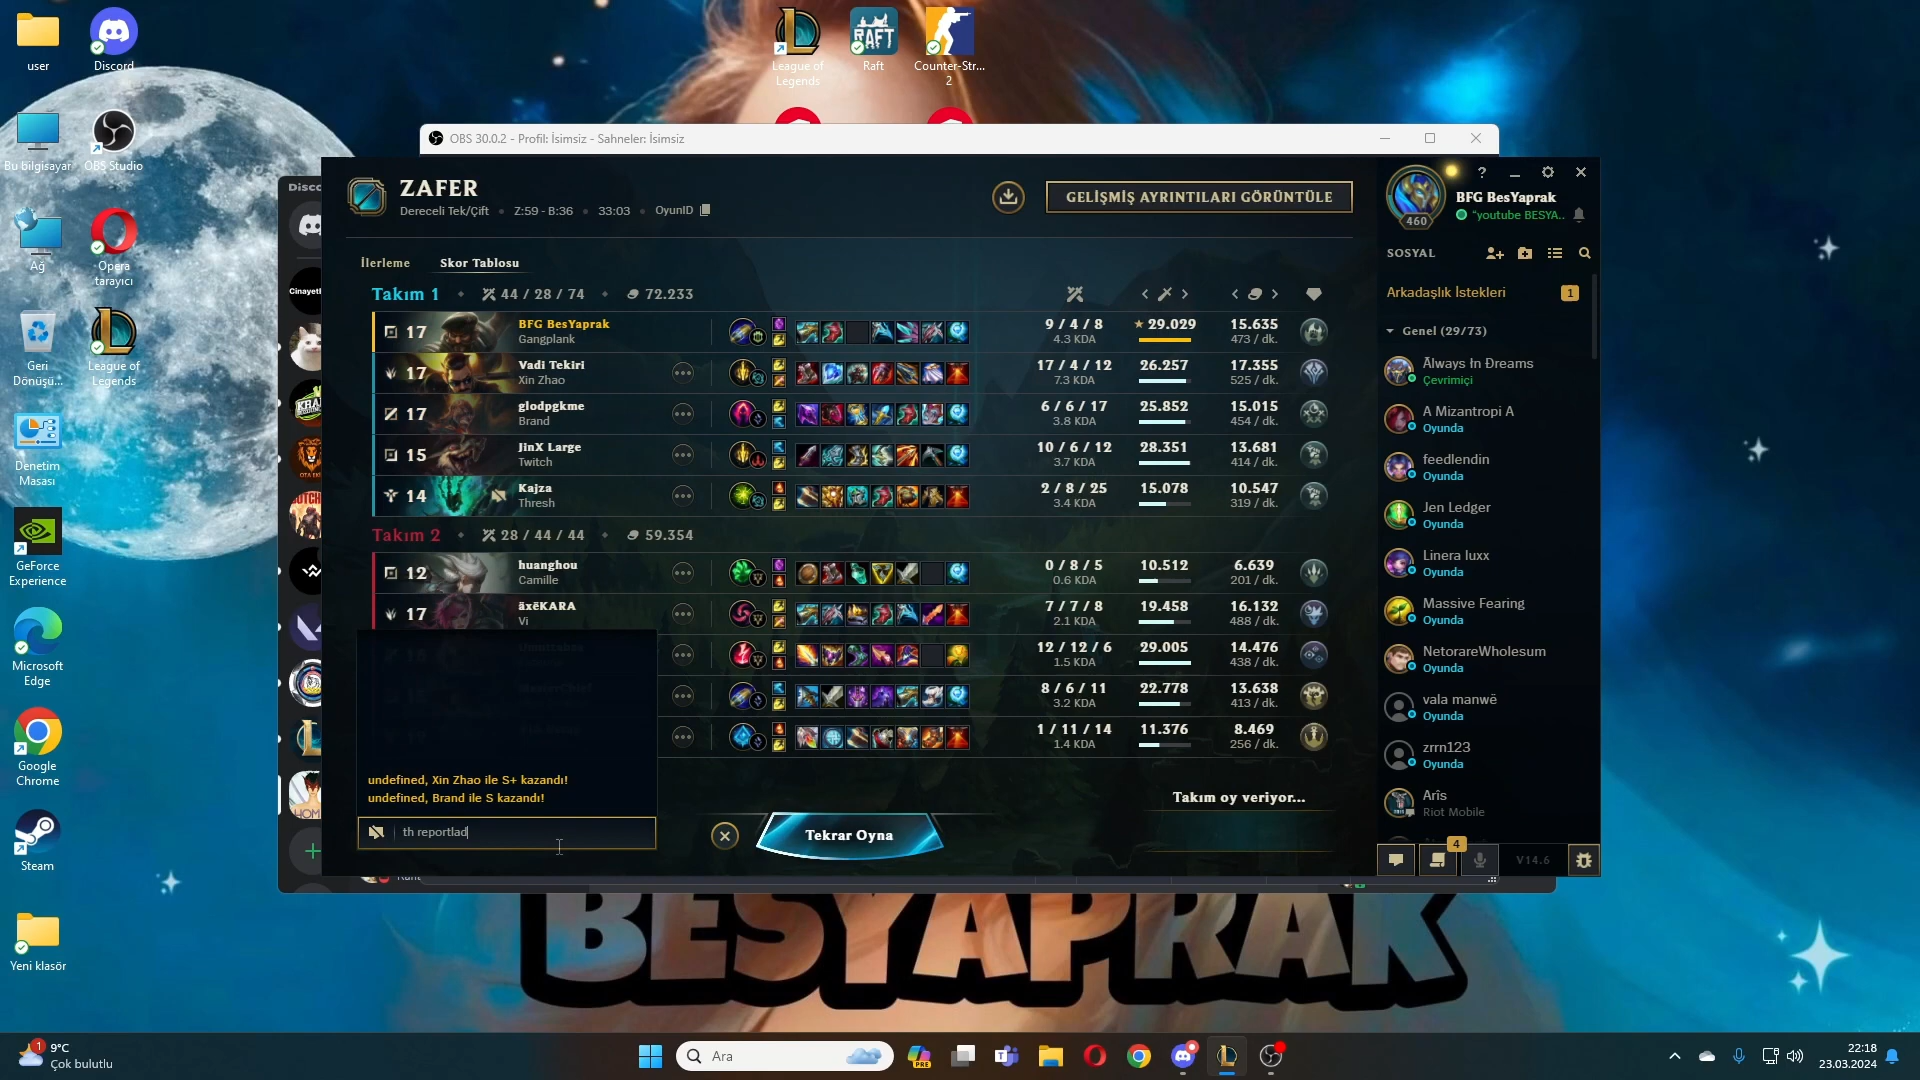 user
Discord
League of
Legends
Raft
Counter-Str...
2
Bu bilgisayar
OBS Studio
Ağ
Opera
tarayıcı
Geri
Dönüşü...
League of
Legends
Denetim
Masası
GeForce
Experience
Microsoft
Edge
Google
Chrome
Steam
Yeni klasör
OBS 30.0.2 - Profil: İsimsiz - Sahneler: İsimsiz
Disco
ZAFER
Dereceli Tek/Çift • Z:59 - B:36 • 33:03 • OyunID
GELİŞMİŞ AYRINTILARI GÖRÜNTÜLE
İlerleme
Skor Tablosu
Takım 1 44 / 28 / 74 72.233
17 BFG BesYaprak 9 / 4 / 8 29.029 15.635
Gangplank 4.3 KDA 473 / dk.
17 Vadi Tekiri 17 / 4 / 12 26.257 17.355
Xin Zhao 7.3 KDA 525 / dk.
17 glodpgkme 6 / 6 / 17 25.852 15.015
Brand 3.8 KDA 454 / dk.
15 JinX Large 10 / 6 / 12 28.351 13.681
Twitch 3.7 KDA 414 / dk.
14 Kajza 2 / 8 / 25 15.078 10.547
Thresh 3.4 KDA 319 / dk.
Takım 2 28 / 44 / 44 59.354
12 huanghou 0 / 8 / 5 10.512 6.639
Camille 0.6 KDA 201 / dk.
17 äxëKARA 7 / 7 / 8 19.458 16.132
Vi 2.1 KDA 488 / dk.
12 / 12 / 6 29.005 14.476
1.5 KDA 438 / dk.
8 / 6 / 11 22.778 13.638
3.2 KDA 413 / dk.
1 / 11 / 14 11.376 8.469
1.4 KDA 256 / dk.
undefined, Xin Zhao ile S+ kazandı!
undefined, Brand ile S kazandı!
th reportlad
Tekrar Oyna
Takım oy veriyor...
460
BFG BesYaprak
"youtube BESYA..
SOSYAL
Arkadaşlık İstekleri 1
Genel (29/73)
Älways In Ðreams
Çevrimiçi
A Mizantropi A
Oyunda
feedlendin
Oyunda
Jen Ledger
Oyunda
Linera luxx
Oyunda
Massive Fearing
Oyunda
NetorareWholesum
Oyunda
vala manwë
Oyunda
zrrn123
Oyunda
Arîs
Riot Mobile
4
V14.6
BESYAPRAK
1
9°C
Çok bulutlu
Ara
PRE
22:18
23.03.2024